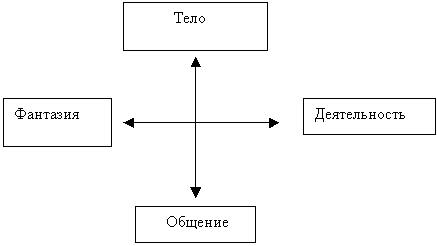 Тело
Фантазия
Деятельность
Общение